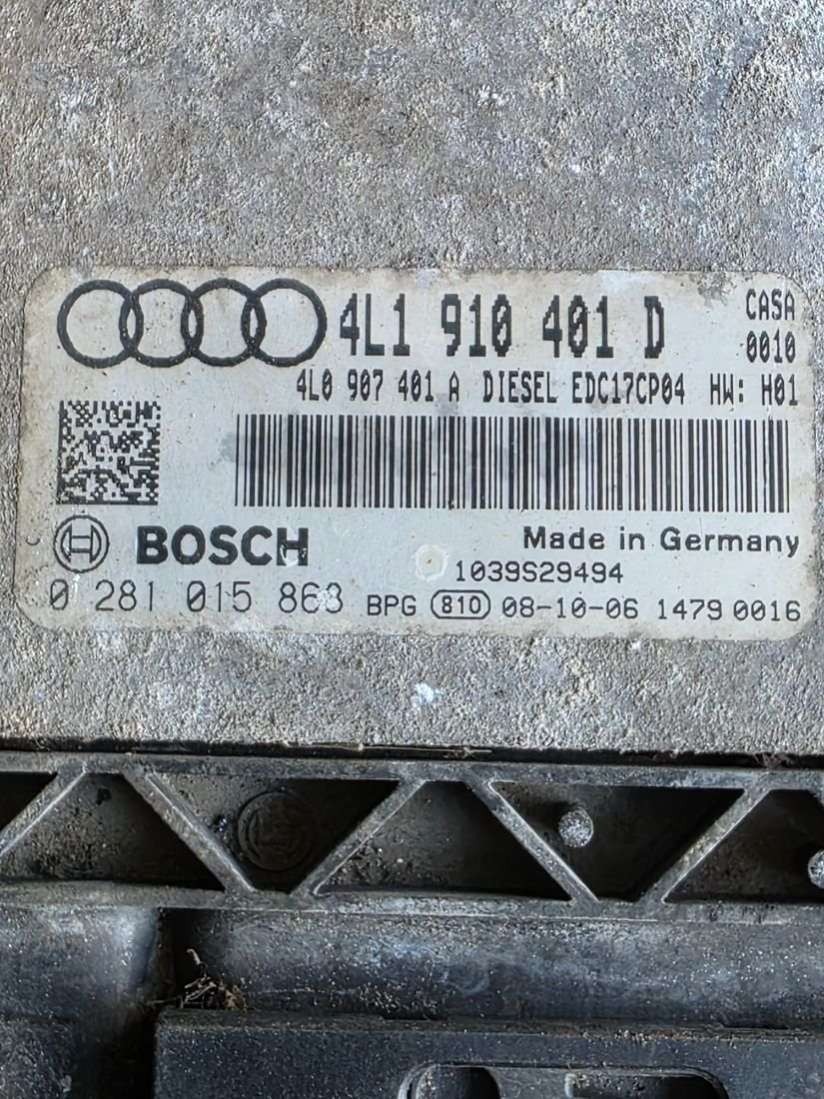 4L1 910 401 D
CASA
0010
4L0 907 401 A DIESEL EDC17CP04 HW: H01
BOSCH
Made in Germany
1039S29494
0 281 015 863 BPG 810 08-10-06 1479 0016